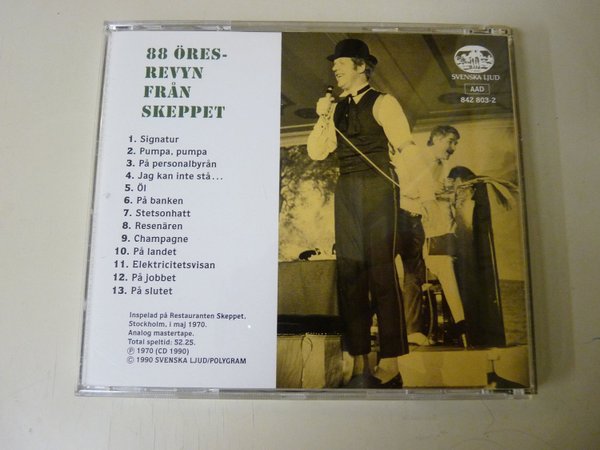 88 ÖRES-
REVYN
FRÅN
SKEPPET
1. Signatur
2. Pumpa, pumpa
3. På personalbyrån
4. Jag kan inte stå...
5. Öl
6. På banken
7. Stetsonhatt
8. Resenären
9. Champagne
10. På landet
11. Elektricitetsvisan
12. På jobbet
13. På slutet
Inspelad på Restauranten Skeppet,
Stockholm, i maj 1970.
Analog mastertape.
Total speltid: 52.25.
℗ 1970 (CD 1990)
© 1990 SVENSKA LJUD/POLYGRAM
SVENSKA LJUD
AAD
842 803-2